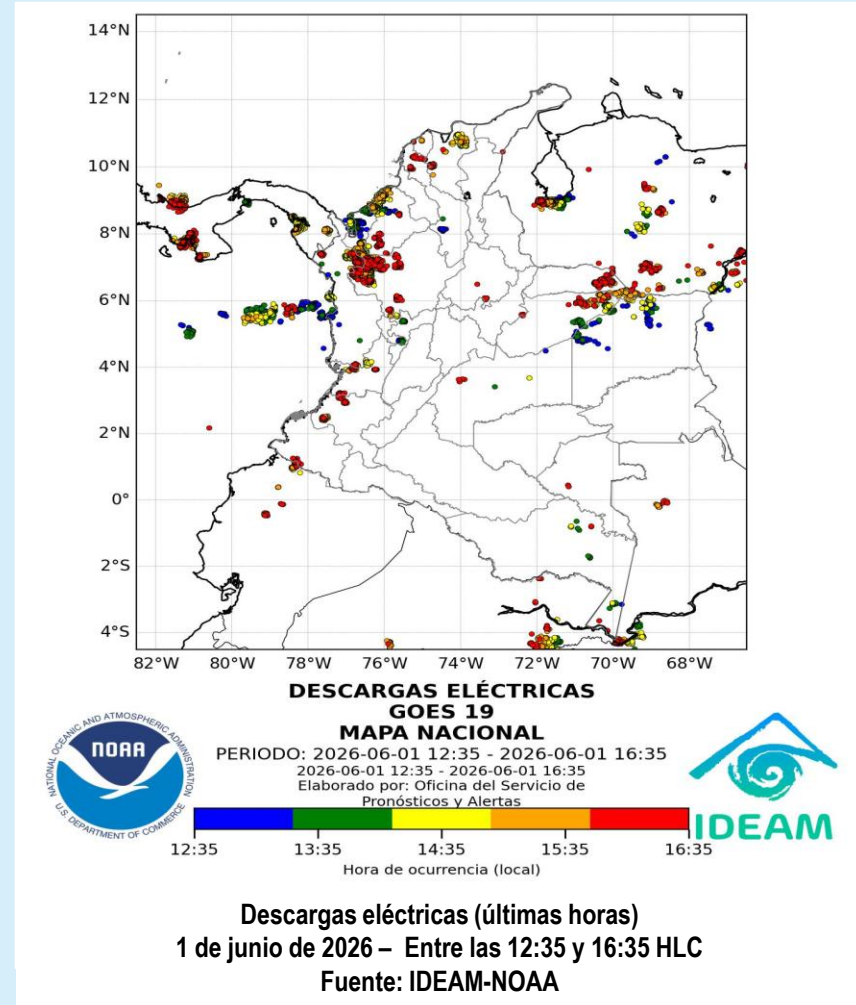 14°N
12°N
10°N
8°N
6°N
4°N
2°N
0°
2°S
4°S
82°W 80°W 78°W 76°W 74°W 72°W 70°W 68°W
DESCARGAS ELÉCTRICAS
GOES 19
MAPA NACIONAL
PERIODO: 2026-06-01 12:35 - 2026-06-01 16:35
2026-06-01 12:35 - 2026-06-01 16:35
Elaborado por: Oficina del Servicio de
Pronósticos y Alertas
NATIONAL OCEANIC AND ATMOSPHERIC ADMINISTRATION
NOAA
U.S. DEPARTMENT OF COMMERCE
IDEAM
12:35 13:35 14:35 15:35 16:35
Hora de ocurrencia (local)
Descargas eléctricas (últimas horas)
1 de junio de 2026 – Entre las 12:35 y 16:35 HLC
Fuente: IDEAM-NOAA